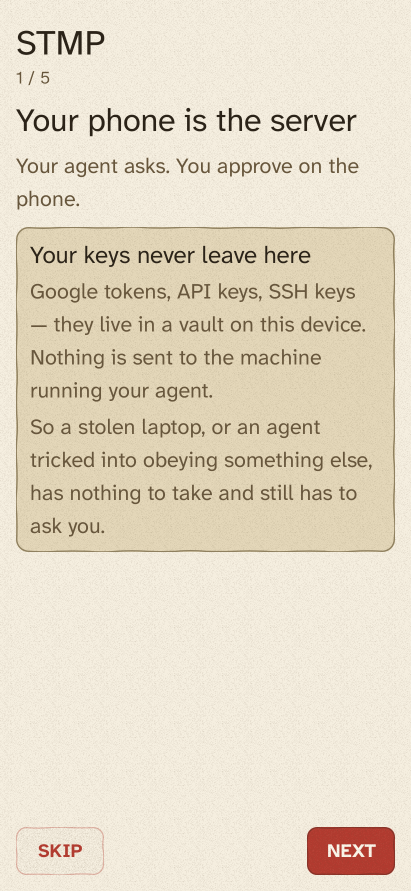 STMP
1 / 5
Your phone is the server
Your agent asks. You approve on the
phone.
Your keys never leave here
Google tokens, API keys, SSH keys
— they live in a vault on this device.
Nothing is sent to the machine
running your agent.
So a stolen laptop, or an agent
tricked into obeying something else,
has nothing to take and still has to
ask you.
SKIP
NEXT